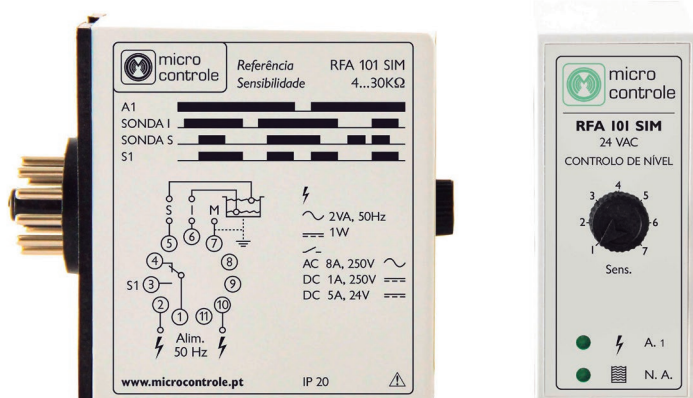 micro
controle
Referência RFA 101 SIM
Sensibilidade 4...30KΩ
A1
SONDA I
SONDA S
S1
S I M
5 6 7
4 8
S1 3 9
2 10
1 11
Alim.
50 Hz
2VA, 50Hz
1W
AC 8A, 250V
DC 1A, 250V
DC 5A, 24V
www.microcontrole.pt IP 20
micro
controle
RFA 101 SIM
24 VAC
CONTROLO DE NÍVEL
1 2 3 4 5 6 7
Sens.
A. 1
N. A.